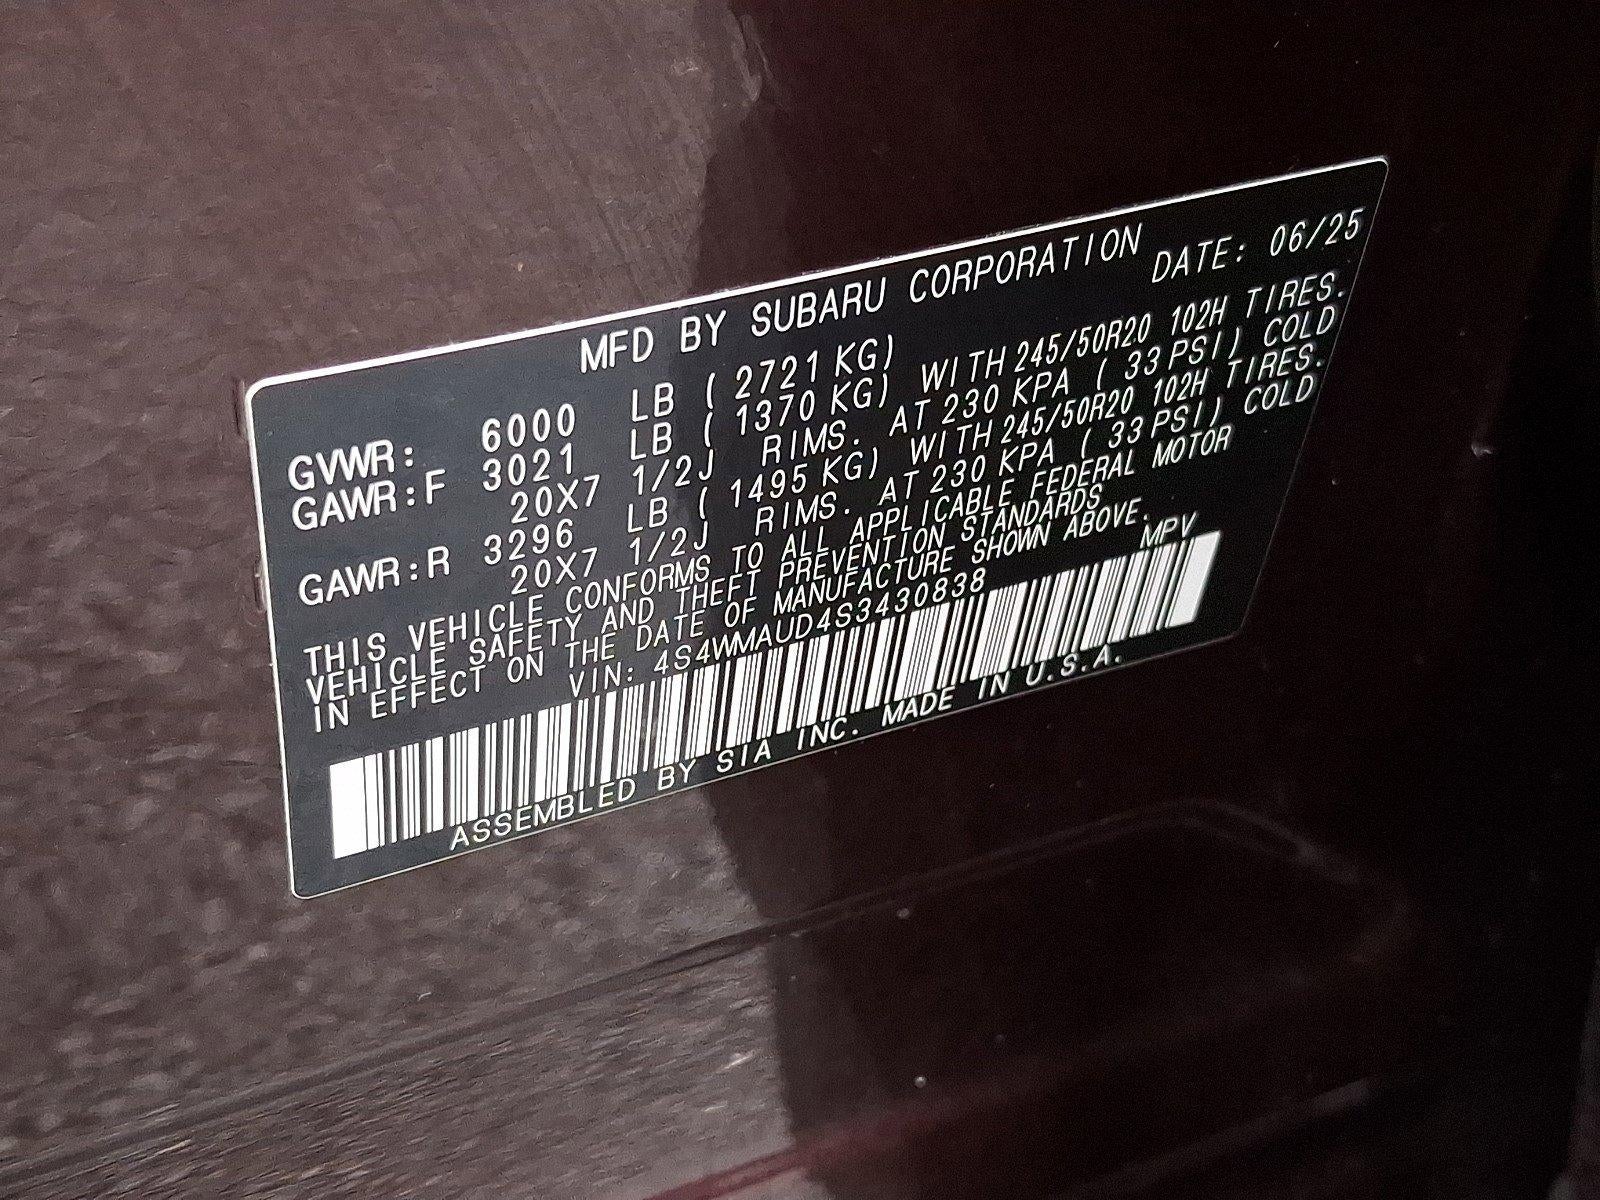 MFD BY SUBARU CORPORATION
DATE: 06/25
GVWR: 6000 LB ( 2721 KG)
GAWR:F 3021 LB ( 1370 KG) WITH 245/50R20 102H TIRES.
20X7 1/2J RIMS. AT 230 KPA ( 33 PSI) COLD
GAWR:R 3296 LB ( 1495 KG) WITH 245/50R20 102H TIRES.
20X7 1/2J RIMS. AT 230 KPA ( 33 PSI) COLD
THIS VEHICLE CONFORMS TO ALL APPLICABLE FEDERAL MOTOR
VEHICLE SAFETY AND THEFT PREVENTION STANDARDS
IN EFFECT ON THE DATE OF MANUFACTURE SHOWN ABOVE.
VIN: 4S4WMAUD4S3430838 MPV
ASSEMBLED BY SIA INC. MADE IN U.S.A.